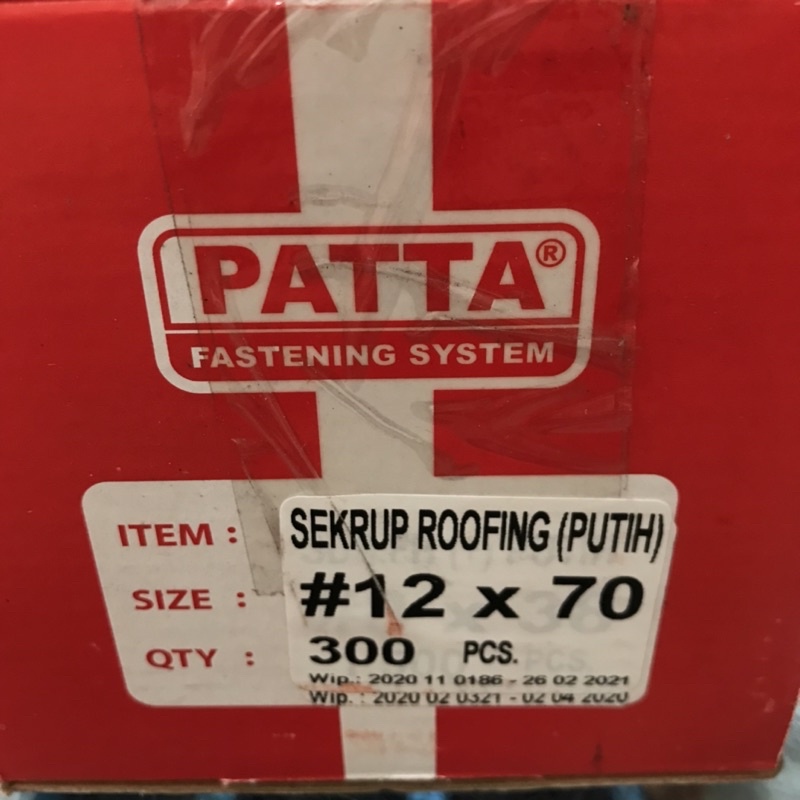 PATTA®
FASTENING SYSTEM
ITEM : SEKRUP ROOFING (PUTIH)
SIZE : #12 x 70
QTY : 300 PCS.
Wip.: 2020 11 0186 - 26 02 2021
Wip. : 2020 02 0321 - 02 04 2020